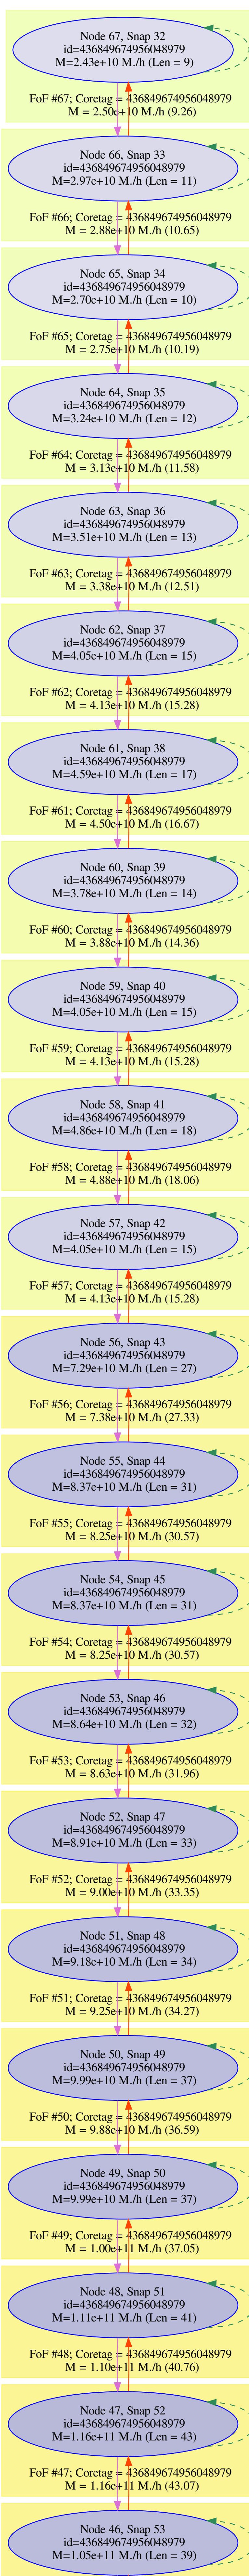 Node 67, Snap 32
id=436849674956048979
M=2.43e+10 M./h (Len = 9)
FoF #67; Coretag = 436849674956048979
M = 2.50e+10 M./h (9.26)
Node 66, Snap 33
id=436849674956048979
M=2.97e+10 M./h (Len = 11)
FoF #66; Coretag = 436849674956048979
M = 2.88e+10 M./h (10.65)
Node 65, Snap 34
id=436849674956048979
M=2.70e+10 M./h (Len = 10)
FoF #65; Coretag = 436849674956048979
M = 2.75e+10 M./h (10.19)
Node 64, Snap 35
id=436849674956048979
M=3.24e+10 M./h (Len = 12)
FoF #64; Coretag = 436849674956048979
M = 3.13e+10 M./h (11.58)
Node 63, Snap 36
id=436849674956048979
M=3.51e+10 M./h (Len = 13)
FoF #63; Coretag = 436849674956048979
M = 3.38e+10 M./h (12.51)
Node 62, Snap 37
id=436849674956048979
M=4.05e+10 M./h (Len = 15)
FoF #62; Coretag = 436849674956048979
M = 4.13e+10 M./h (15.28)
Node 61, Snap 38
id=436849674956048979
M=4.59e+10 M./h (Len = 17)
FoF #61; Coretag = 436849674956048979
M = 4.50e+10 M./h (16.67)
Node 60, Snap 39
id=436849674956048979
M=3.78e+10 M./h (Len = 14)
FoF #60; Coretag = 436849674956048979
M = 3.88e+10 M./h (14.36)
Node 59, Snap 40
id=436849674956048979
M=4.05e+10 M./h (Len = 15)
FoF #59; Coretag = 436849674956048979
M = 4.13e+10 M./h (15.28)
Node 58, Snap 41
id=436849674956048979
M=4.86e+10 M./h (Len = 18)
FoF #58; Coretag = 436849674956048979
M = 4.88e+10 M./h (18.06)
Node 57, Snap 42
id=436849674956048979
M=4.05e+10 M./h (Len = 15)
FoF #57; Coretag = 436849674956048979
M = 4.13e+10 M./h (15.28)
Node 56, Snap 43
id=436849674956048979
M=7.29e+10 M./h (Len = 27)
FoF #56; Coretag = 436849674956048979
M = 7.38e+10 M./h (27.33)
Node 55, Snap 44
id=436849674956048979
M=8.37e+10 M./h (Len = 31)
FoF #55; Coretag = 436849674956048979
M = 8.25e+10 M./h (30.57)
Node 54, Snap 45
id=436849674956048979
M=8.37e+10 M./h (Len = 31)
FoF #54; Coretag = 436849674956048979
M = 8.25e+10 M./h (30.57)
Node 53, Snap 46
id=436849674956048979
M=8.64e+10 M./h (Len = 32)
FoF #53; Coretag = 436849674956048979
M = 8.63e+10 M./h (31.96)
Node 52, Snap 47
id=436849674956048979
M=8.91e+10 M./h (Len = 33)
FoF #52; Coretag = 436849674956048979
M = 9.00e+10 M./h (33.35)
Node 51, Snap 48
id=436849674956048979
M=9.18e+10 M./h (Len = 34)
FoF #51; Coretag = 436849674956048979
M = 9.25e+10 M./h (34.27)
Node 50, Snap 49
id=436849674956048979
M=9.99e+10 M./h (Len = 37)
FoF #50; Coretag = 436849674956048979
M = 9.88e+10 M./h (36.59)
Node 49, Snap 50
id=436849674956048979
M=9.99e+10 M./h (Len = 37)
FoF #49; Coretag = 436849674956048979
M = 1.00e+11 M./h (37.05)
Node 48, Snap 51
id=436849674956048979
M=1.11e+11 M./h (Len = 41)
FoF #48; Coretag = 436849674956048979
M = 1.10e+11 M./h (40.76)
Node 47, Snap 52
id=436849674956048979
M=1.16e+11 M./h (Len = 43)
FoF #47; Coretag = 436849674956048979
M = 1.16e+11 M./h (43.07)
Node 46, Snap 53
id=436849674956048979
M=1.05e+11 M./h (Len = 39)